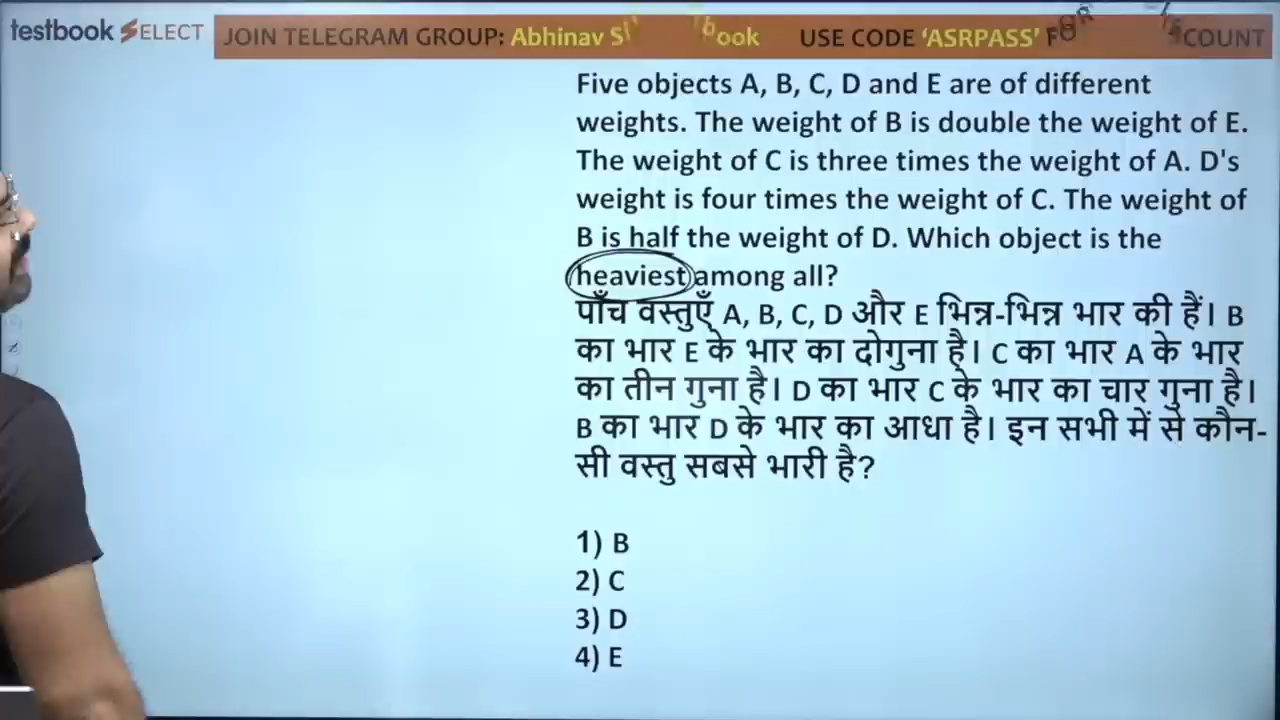 testbook SELECT
JOIN TELEGRAM GROUP: Abhinav S book USE CODE ‘ASRPASS’ FOR COUNT
Five objects A, B, C, D and E are of different
weights. The weight of B is double the weight of E.
The weight of C is three times the weight of A. D's
weight is four times the weight of C. The weight of
B is half the weight of D. Which object is the
heaviest among all?
पाँच वस्तुएँ A, B, C, D और E भिन्न-भिन्न भार की हैं। B
का भार E के भार का दोगुना है। C का भार A के भार
का तीन गुना है। D का भार C के भार का चार गुना है।
B का भार D के भार का आधा है। इन सभी में से कौन-
सी वस्तु सबसे भारी है?
1) B
2) C
3) D
4) E